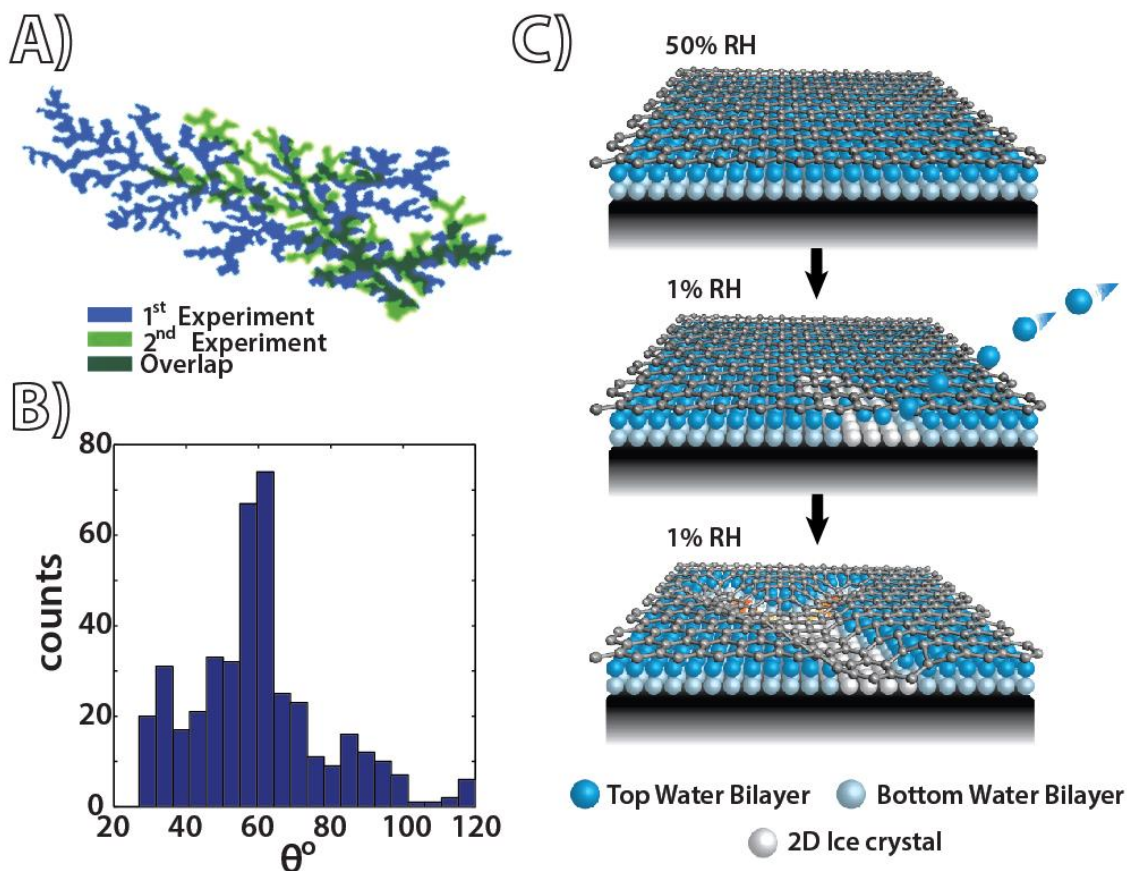 A)
1st Experiment
2nd Experiment
Overlap
B)
80
60
40
20
0
20 40 60 80 100 120
counts
θ°
C)
50% RH
1% RH
1% RH
Top Water Bilayer Bottom Water Bilayer
2D Ice crystal